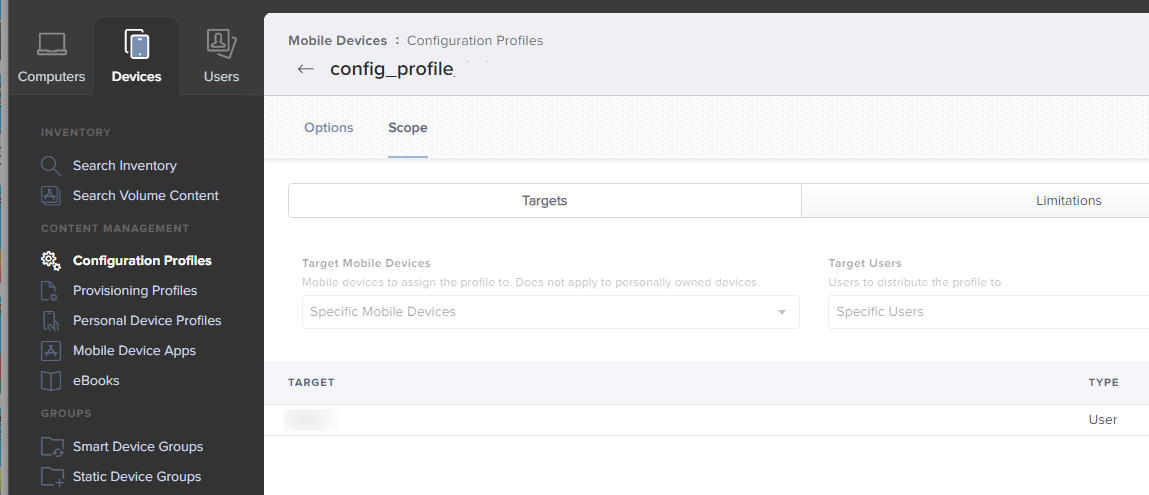 Computers
Devices
Users
INVENTORY
Search Inventory
Search Volume Content
CONTENT MANAGEMENT
Configuration Profiles
Provisioning Profiles
Personal Device Profiles
Mobile Device Apps
eBooks
GROUPS
Smart Device Groups
Static Device Groups
Mobile Devices : Configuration Profiles
← config_profile_
Options Scope
Targets Limitations
Target Mobile Devices Target Users
Mobile devices to assign the profile to. Does not apply to personally owned devices Users to distribute the profile to
Specific Mobile Devices Specific Users
TARGET TYPE
User